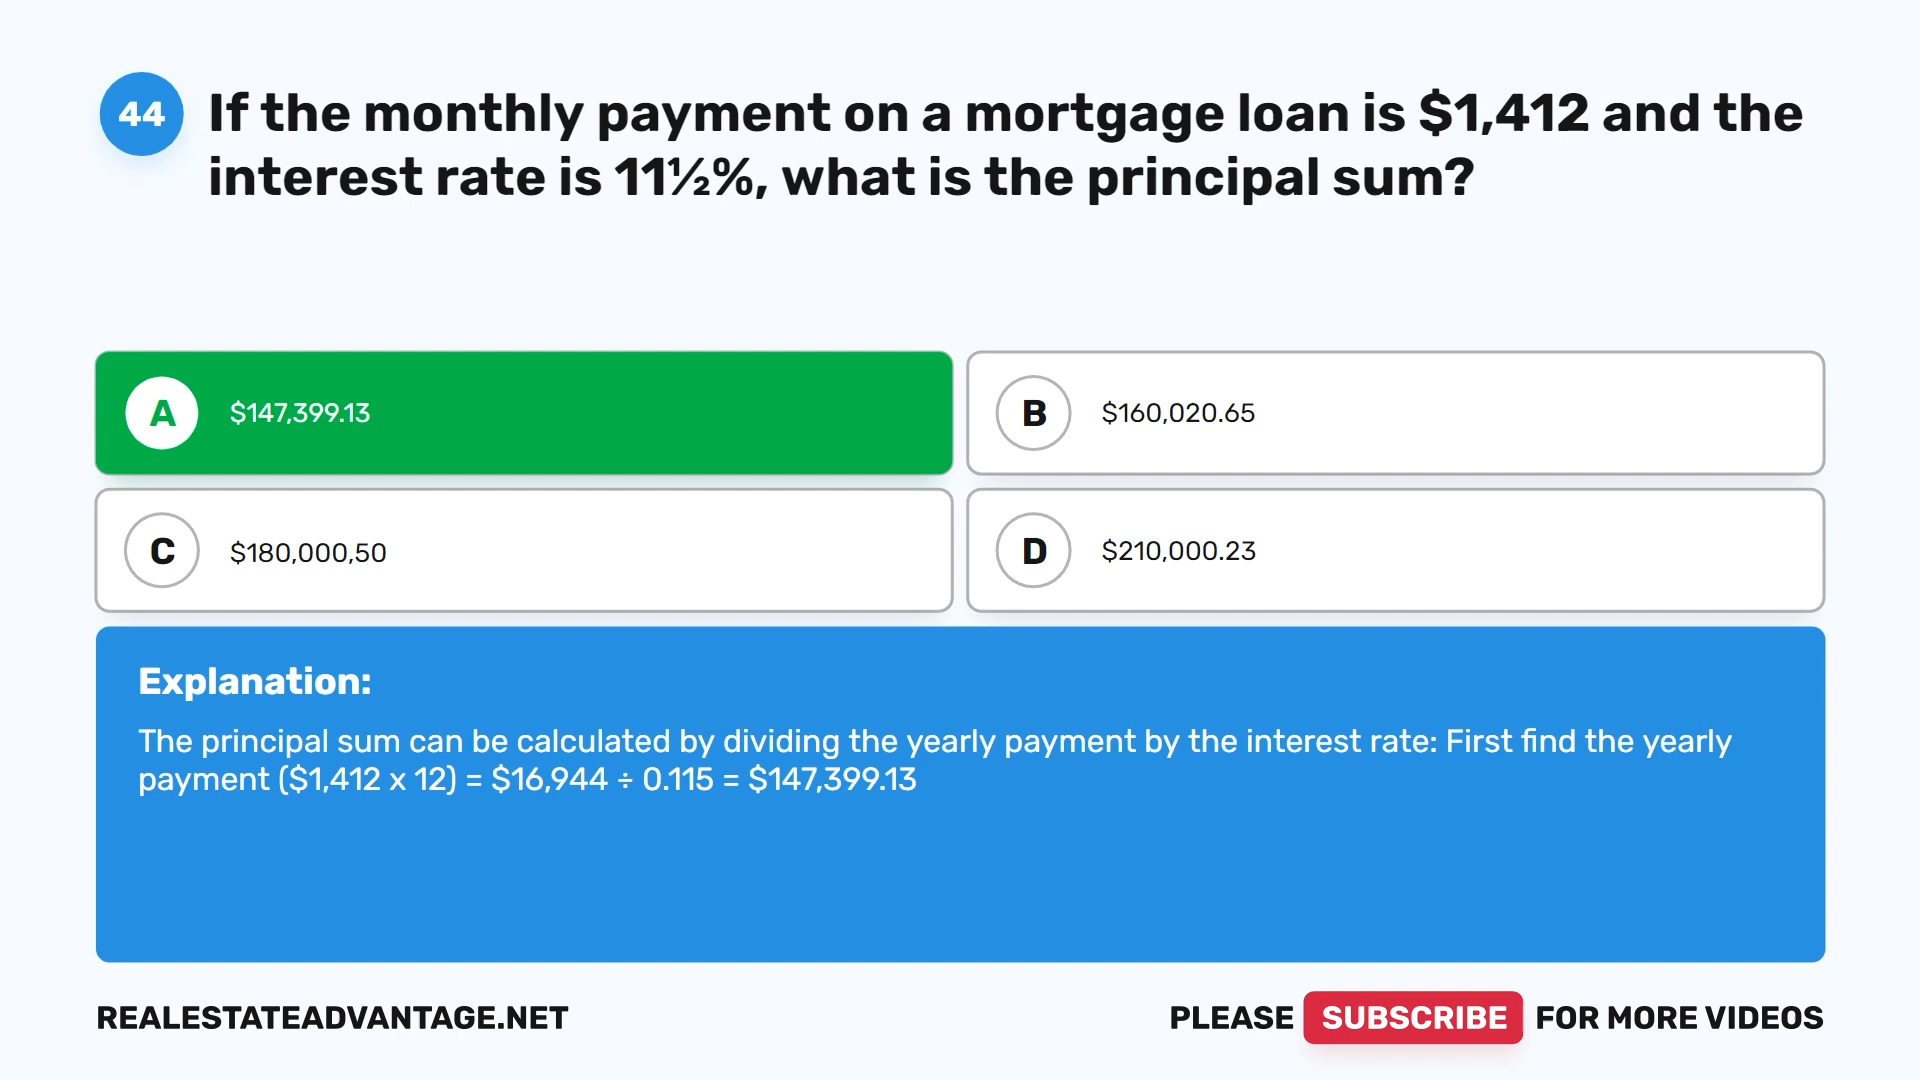 44
If the monthly payment on a mortgage loan is $1,412 and the
interest rate is 11½%, what is the principal sum?
A $147,399.13
B $160,020.65
C $180,000,50
D $210,000.23
Explanation:
The principal sum can be calculated by dividing the yearly payment by the interest rate: First find the yearly
payment ($1,412 x 12) = $16,944 ÷ 0.115 = $147,399.13
REALESTATEADVANTAGE.NET
PLEASE SUBSCRIBE FOR MORE VIDEOS